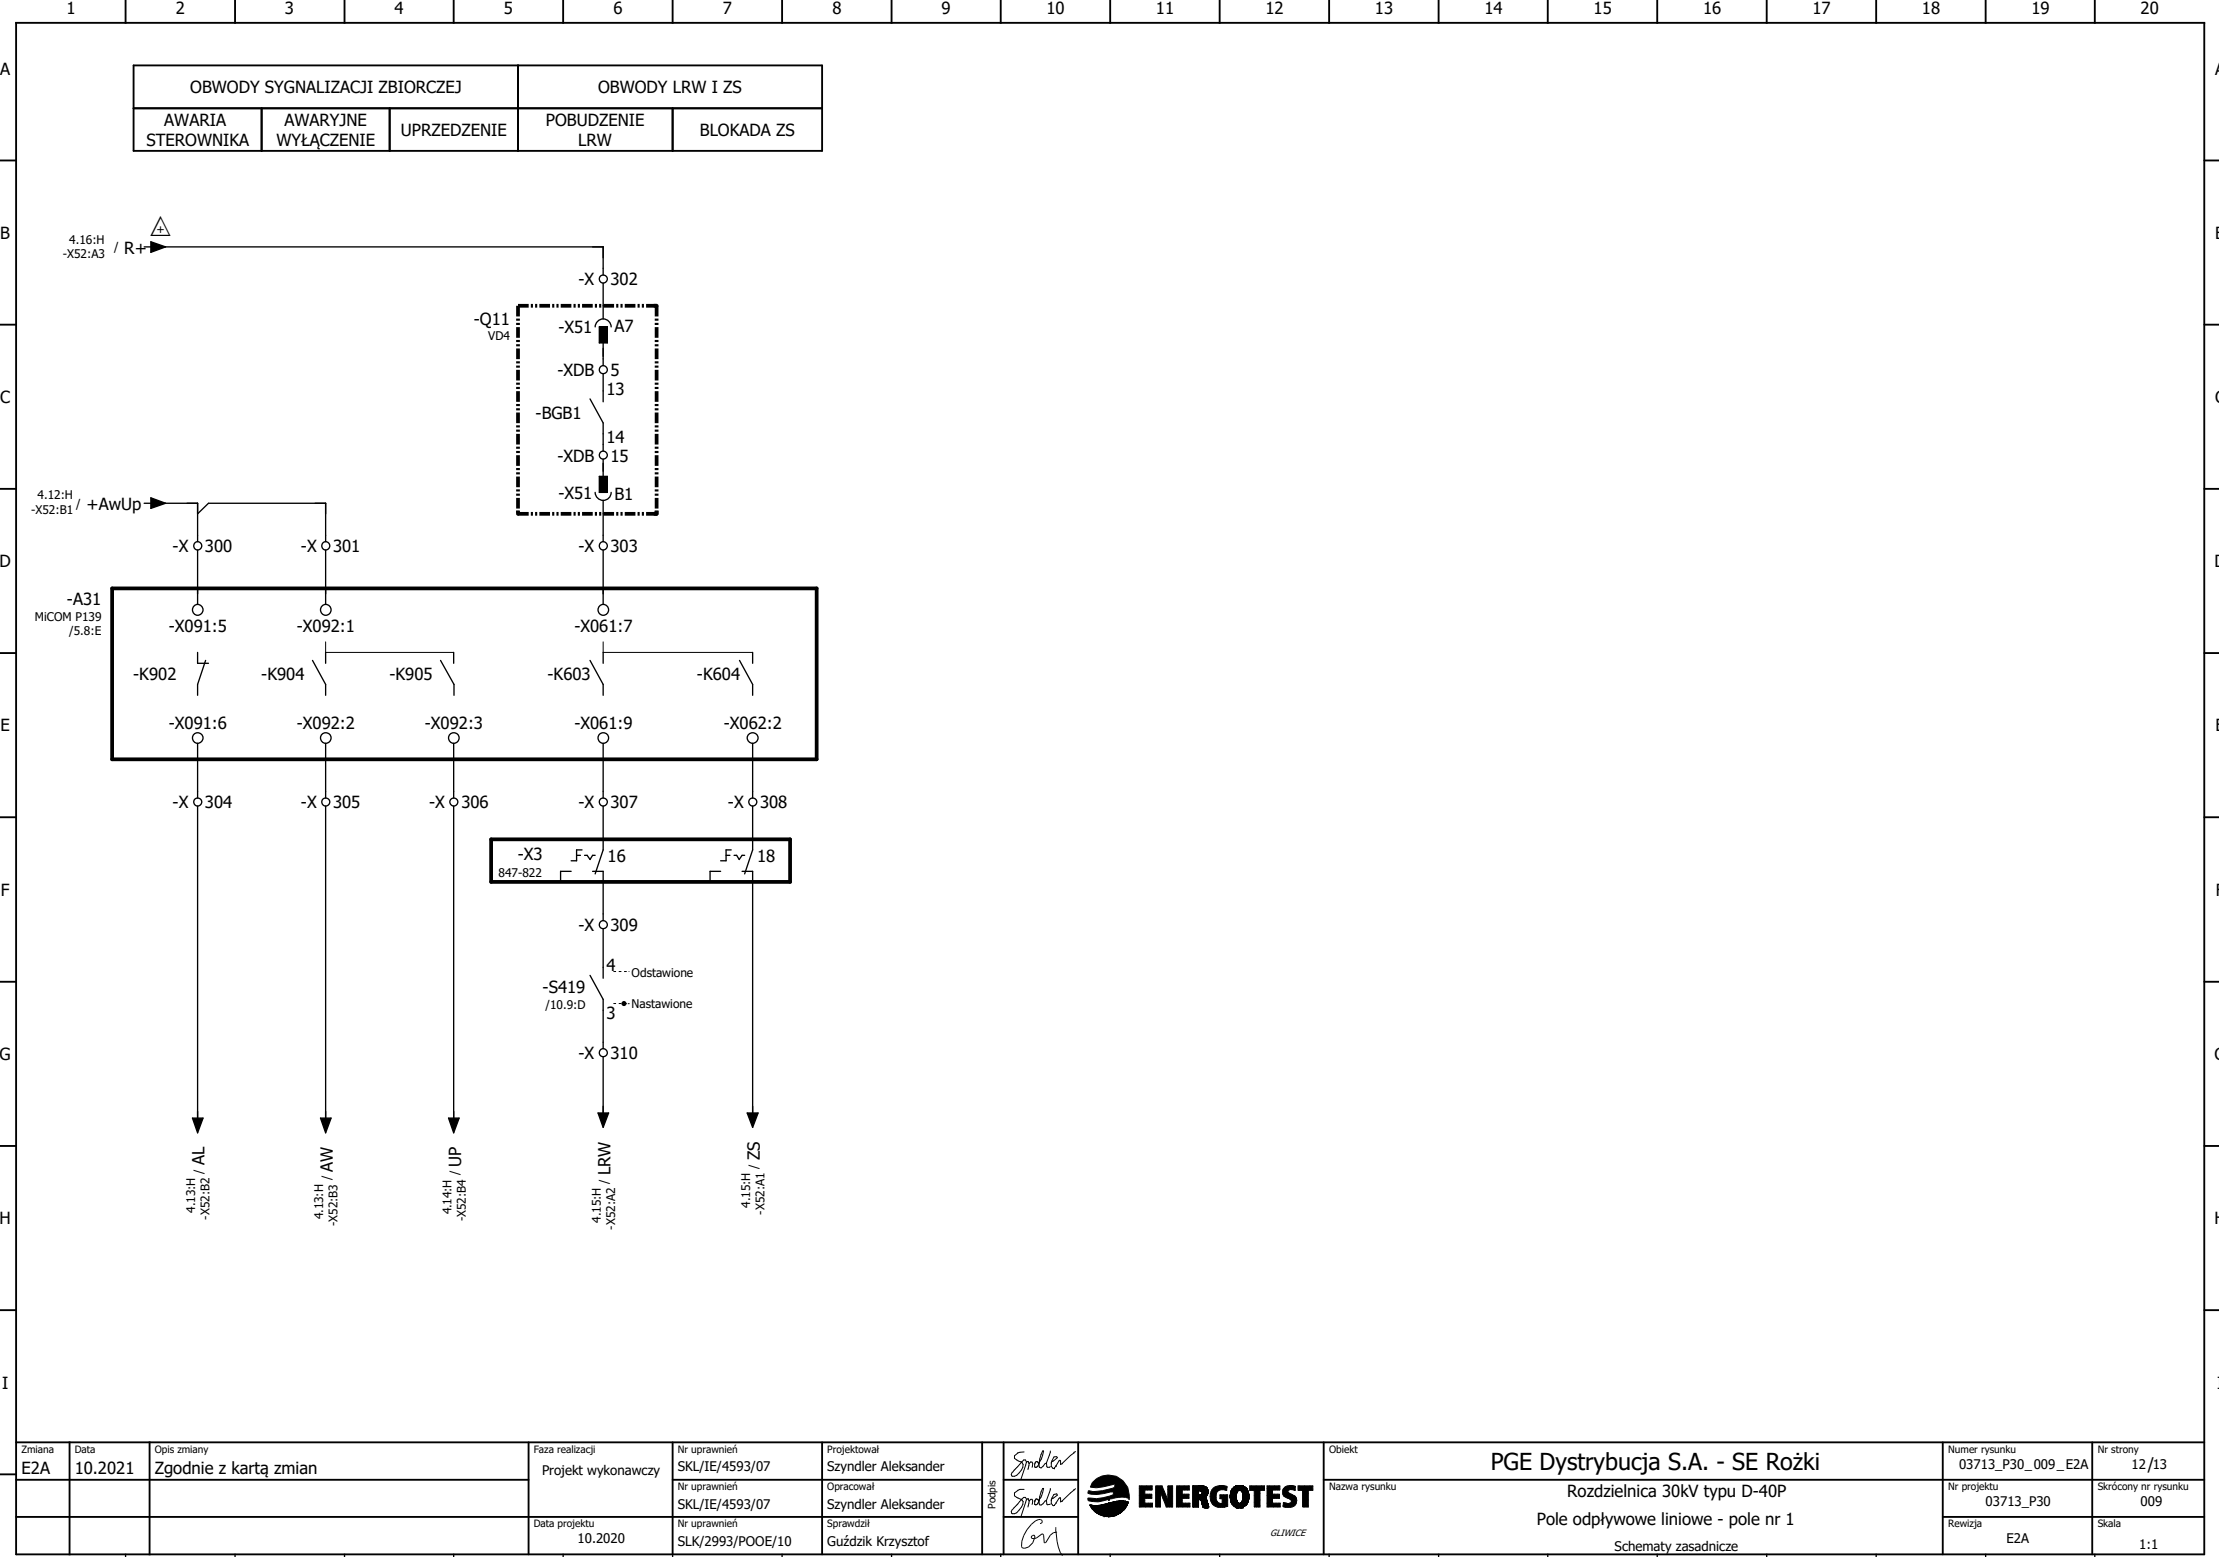 1 2 3 4 5 6 7 8 9 10 11 12 13 14 15 16 17 18 19 20
A
OBWODY SYGNALIZACJI ZBIORCZEJ
OBWODY LRW I ZS
AWARIA
STEROWNIKA
AWARYJNE
WYŁĄCZENIE
UPRZEDZENIE
POBUDZENIE
LRW
BLOKADA ZS
B
4.16:H
-X52:A3
/ R+
+
-X 302
-Q11
VD4
-X51 A7
-XDB 5
13
C
-BGB1
14
-XDB 15
-X51 B1
4.12:H
-X52:B1
/ +AwUp
-X 300
-X 301
-X 303
D
-A31
MiCOM P139
/5.8:E
-X091:5
-X092:1
-X061:7
-K902
-K904
-K905
-K603
-K604
E
-X091:6
-X092:2
-X092:3
-X061:9
-X062:2
-X 304
-X 305
-X 306
-X 307
-X 308
-X3
847-822
16
18
F
-X 309
4
Odstawione
-S419
/10.9:D
Nastawione
3
G
-X 310
4.13:H
-X52:B2
/ AL
4.13:H
-X52:B3
/ AW
4.14:H
-X52:B4
/ UP
4.15:H
-X52:A2
/ LRW
4.15:H
-X52:A1
/ ZS
H
I
Zmiana
Data
Opis zmiany
E2A
10.2021
Zgodnie z kartą zmian
Faza realizacji
Projekt wykonawczy
Data projektu
10.2020
Nr uprawnień
SKL/IE/4593/07
Nr uprawnień
SKL/IE/4593/07
Nr uprawnień
SLK/2993/POOE/10
Projektował
Szyndler Aleksander
Opracował
Szyndler Aleksander
Sprawdził
Guździk Krzysztof
Podpis
ENERGOTEST
GLIWICE
Obiekt
PGE Dystrybucja S.A. - SE Rożki
Nazwa rysunku
Rozdzielnica 30kV typu D-40P
Pole odpływowe liniowe - pole nr 1
Schematy zasadnicze
Numer rysunku
03713_P30_009_E2A
Nr strony
12/13
Nr projektu
03713_P30
Skrócony nr rysunku
009
Rewizja
E2A
Skala
1:1